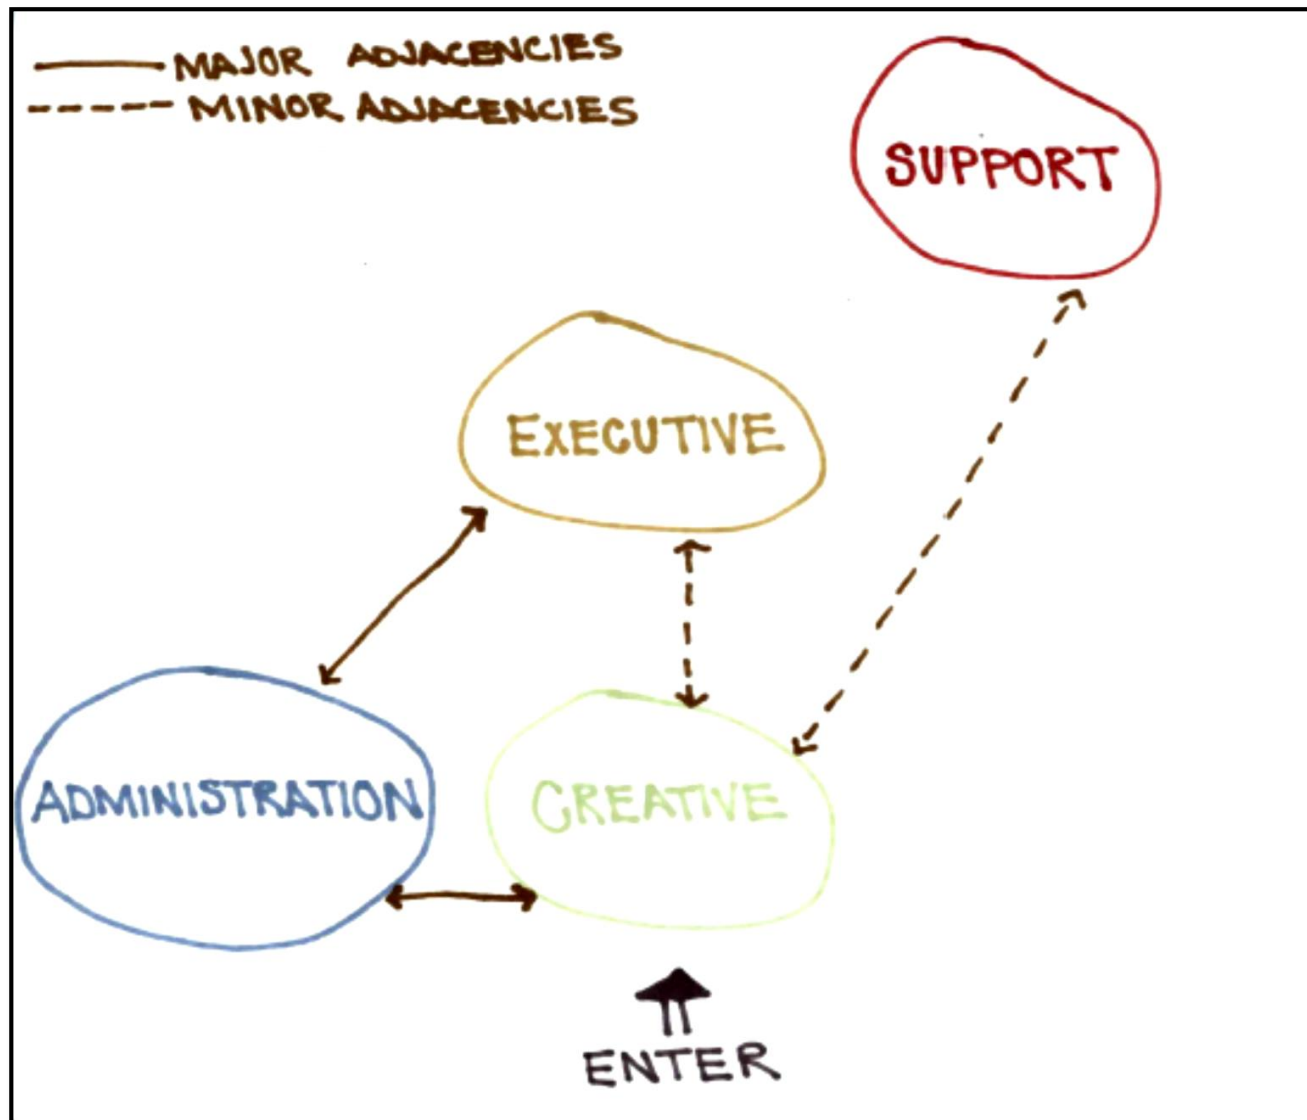 MAJOR ADJACENCIES
MINOR ADJACENCIES
SUPPORT
EXECUTIVE
ADMINISTRATION
CREATIVE
ENTER